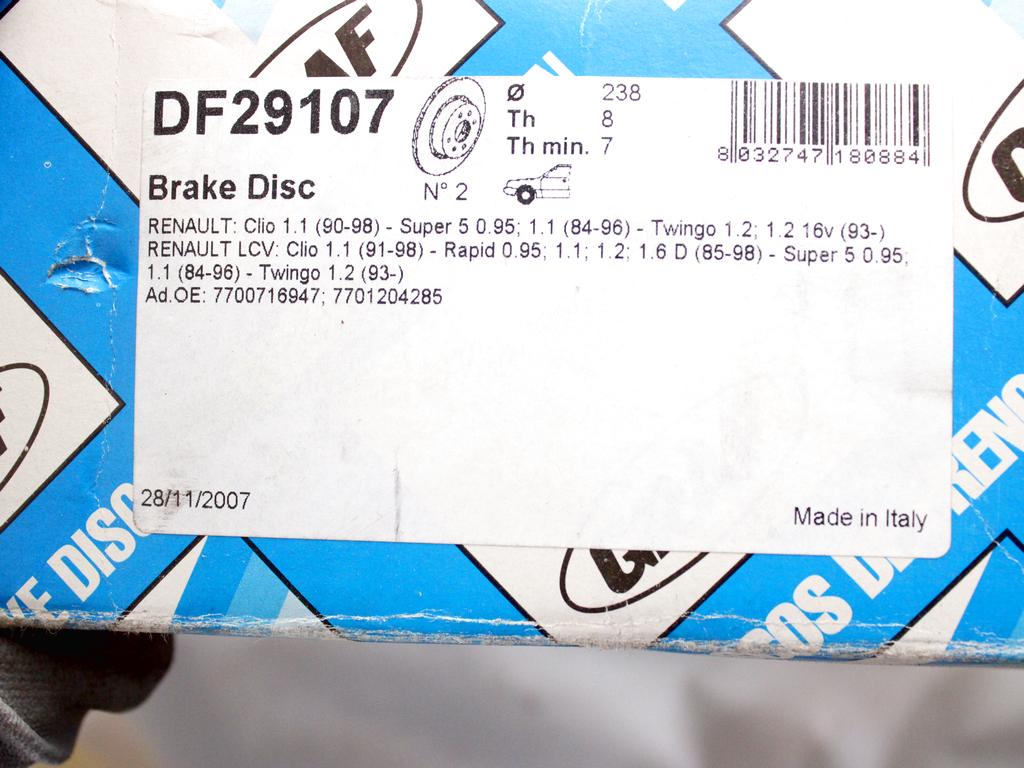 DF29107
Ø 238
Th 8
Th min. 7
8 032747 180884
Brake Disc
N° 2
RENAULT: Clio 1.1 (90-98) - Super 5 0.95; 1.1 (84-96) - Twingo 1.2; 1.2 16v (93-)
RENAULT LCV: Clio 1.1 (91-98) - Rapid 0.95; 1.1; 1.2; 1.6 D (85-98) - Super 5 0.95;
1.1 (84-96) - Twingo 1.2 (93-)
Ad.OE: 7700716947; 7701204285
28/11/2007
Made in Italy